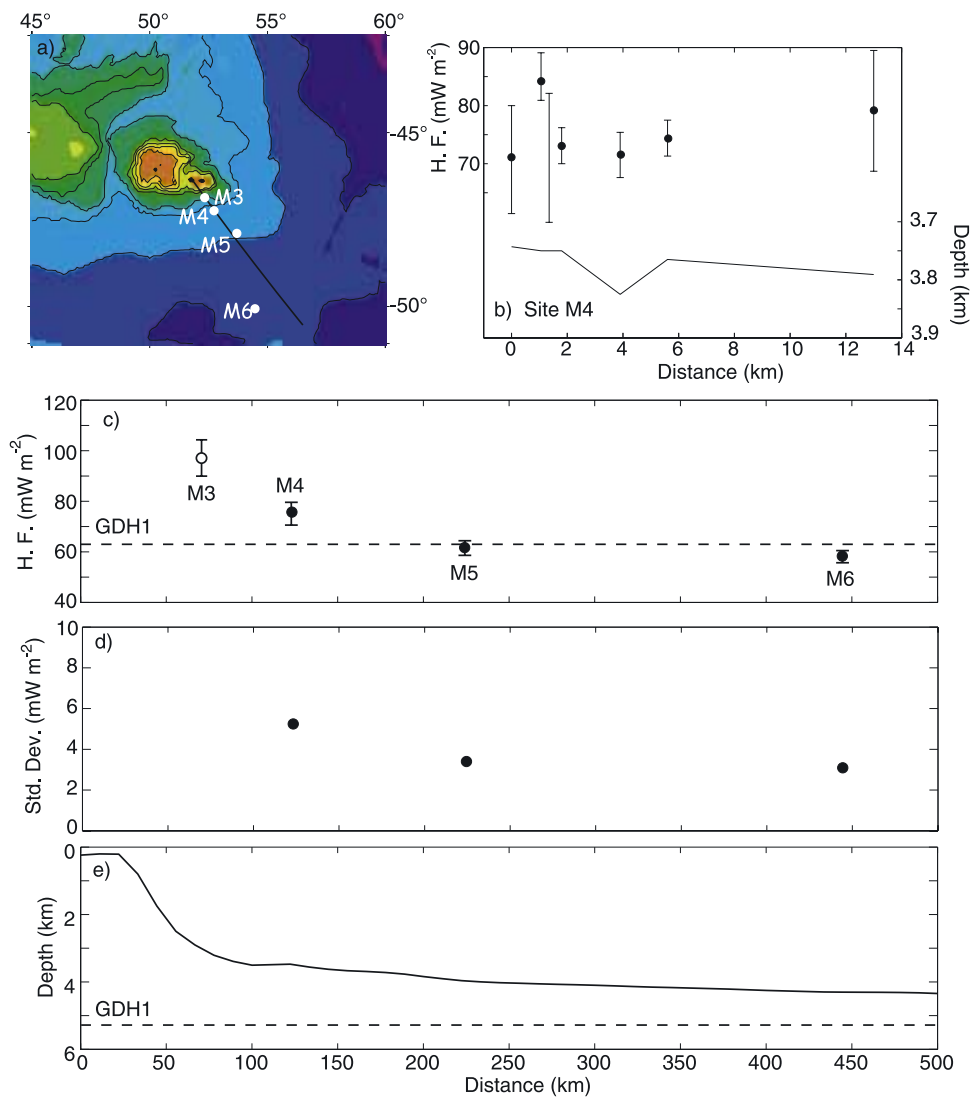 45° 50° 55° 60°
a)
-45°
-50°
M3
M4
M5
M6
90
80
70
H. F. (mW m-2)
3.7
3.8
3.9
Depth (km)
b) Site M4
0 2 4 6 8 10 12 14
Distance (km)
c)
120
100
80
60
40
H. F. (mW m-2)
M3
M4
GDH1
M5
M6
d)
10
8
6
4
2
0
Std. Dev. (mW m-2)
e)
0
2
4
6
Depth (km)
GDH1
0 50 100 150 200 250 300 350 400 450 500
Distance (km)